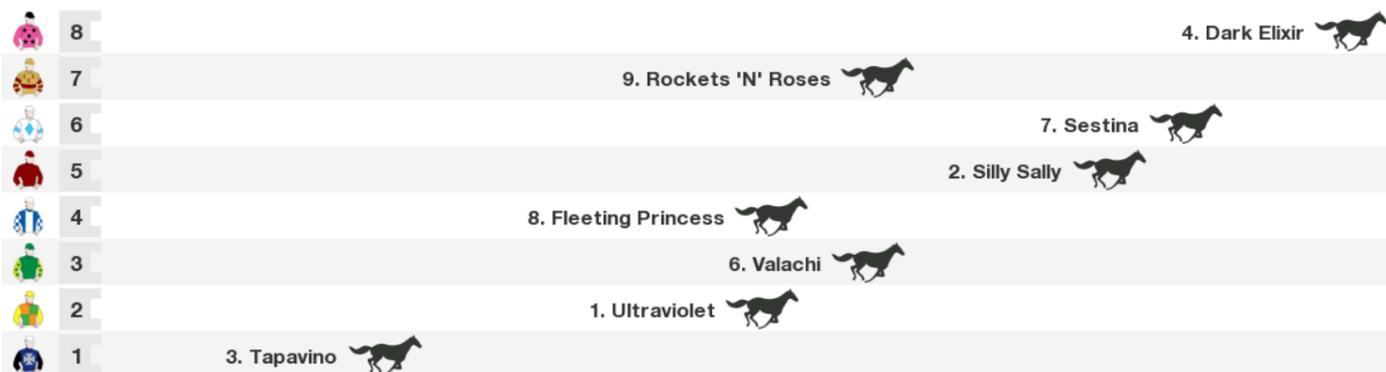 8 4. Dark Elixir
7 9. Rockets 'N' Roses
6 7. Sestina
5 2. Silly Sally
4 8. Fleeting Princess
3 6. Valachi
2 1. Ultraviolet
1 3. Tapavino